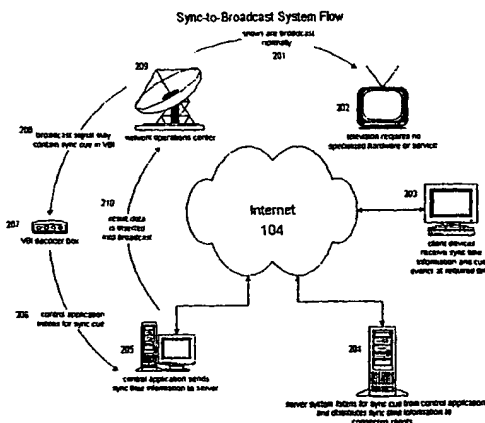 Sync-to-Broadcast System Flow
shows are broadcast
normally
201
209
202
208
broadcast signal may
contain sync cue in VBI
network operations center
television requires no
specialized hardware or service
210
event data
is inserted
into broadcast
Internet
104
203
207
VBI decoder box
client devices
receive sync time
information and cue
events at required time
206
control application
listens for sync cue
205
204
control application sends
sync time information to server
server system listens for sync cue from control application
and distributes sync time information to
connected clients